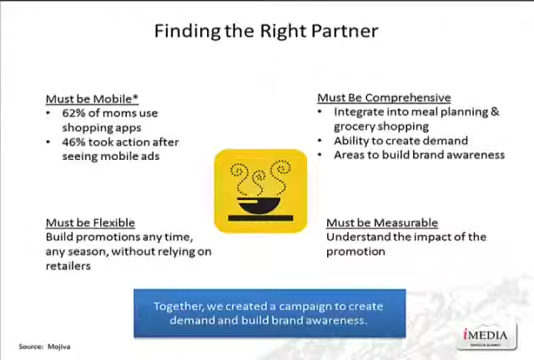 Finding the Right Partner
Must be Mobile*
• 62% of moms use
shopping apps
• 46% took action after
seeing mobile ads
Must Be Comprehensive
• Integrate into meal planning &
grocery shopping
• Ability to create demand
• Areas to build brand awareness
Must be Flexible
Build promotions any time,
any season, without relying on
retailers
Must be Measurable
Understand the impact of the
promotion
Together, we created a campaign to create
demand and build brand awareness.
Source: Mojiva
iMEDIA